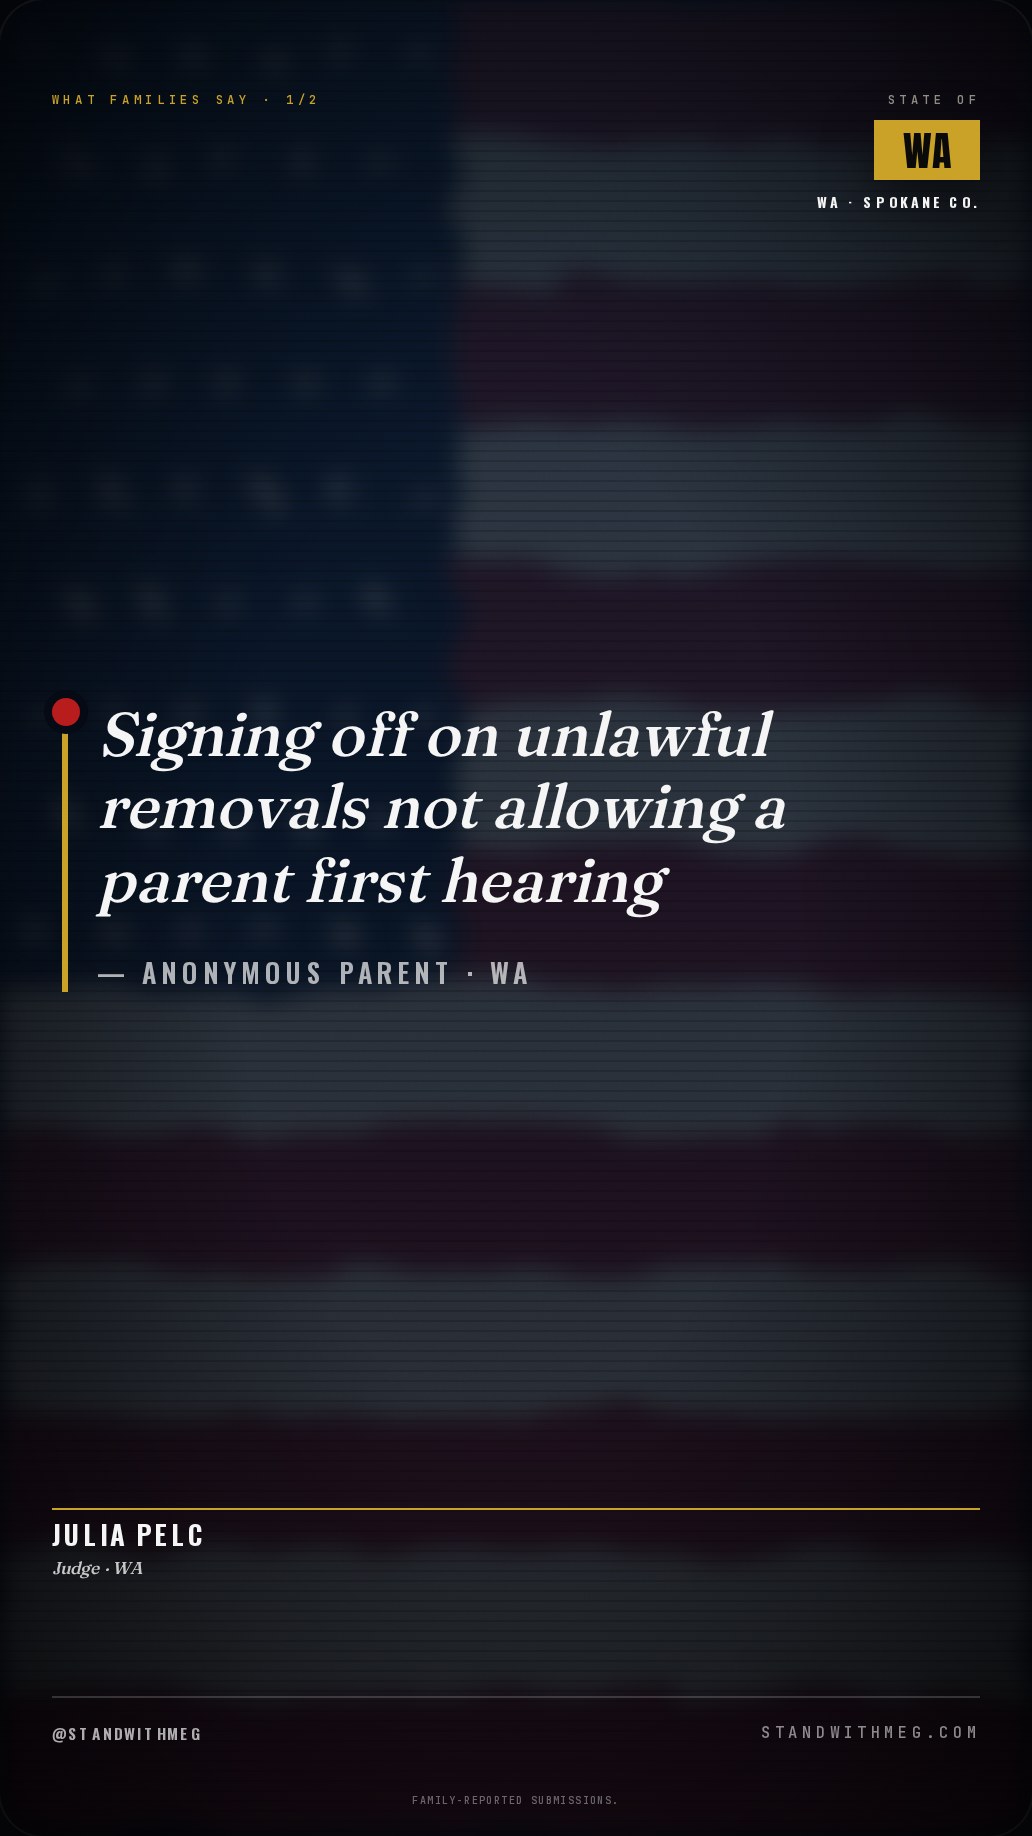 WHAT FAMILIES SAY · 1/2
STATE OF
WA
WA · SPOKANE CO.
Signing off on unlawful
removals not allowing a
parent first hearing
— ANONYMOUS PARENT · WA
JULIA PELC
Judge · WA
@STANDWITHMEG
STANDWITHMEG.COM
FAMILY-REPORTED SUBMISSIONS.